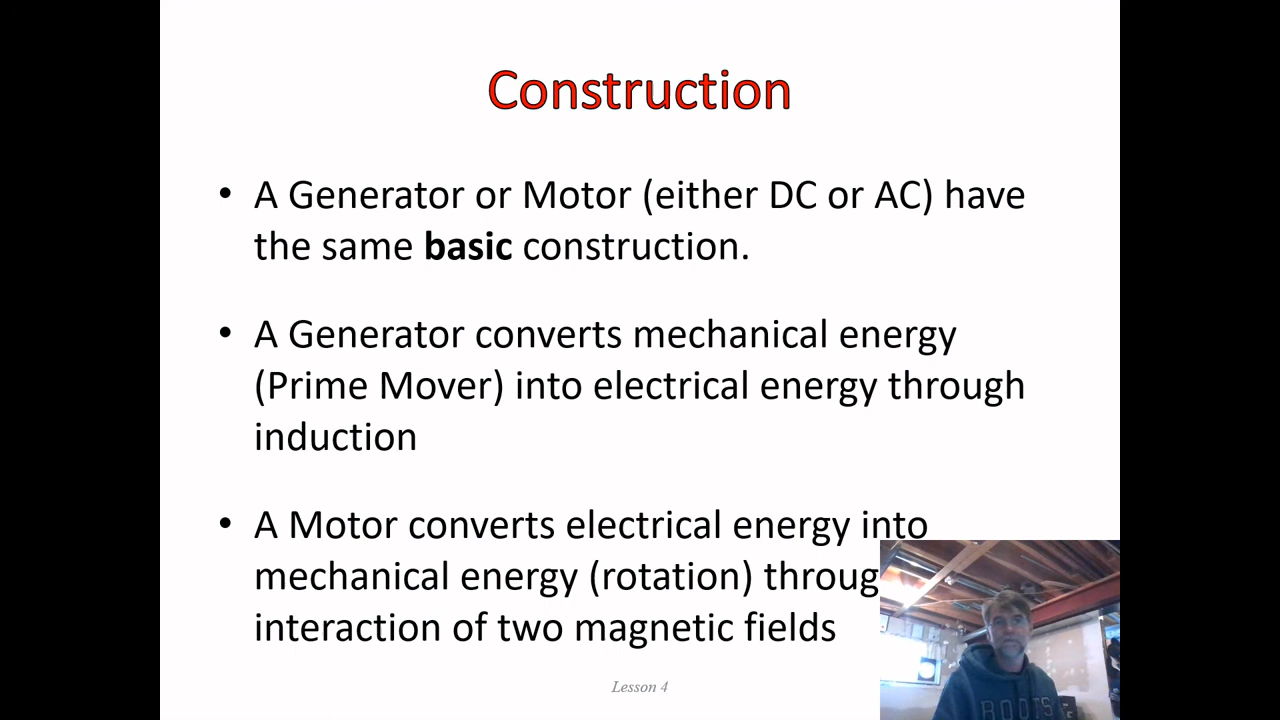 Construction
• A Generator or Motor (either DC or AC) have
the same basic construction.
• A Generator converts mechanical energy
(Prime Mover) into electrical energy through
induction
• A Motor converts electrical energy into
mechanical energy (rotation) throug
interaction of two magnetic fields
Lesson 4
ROOTS